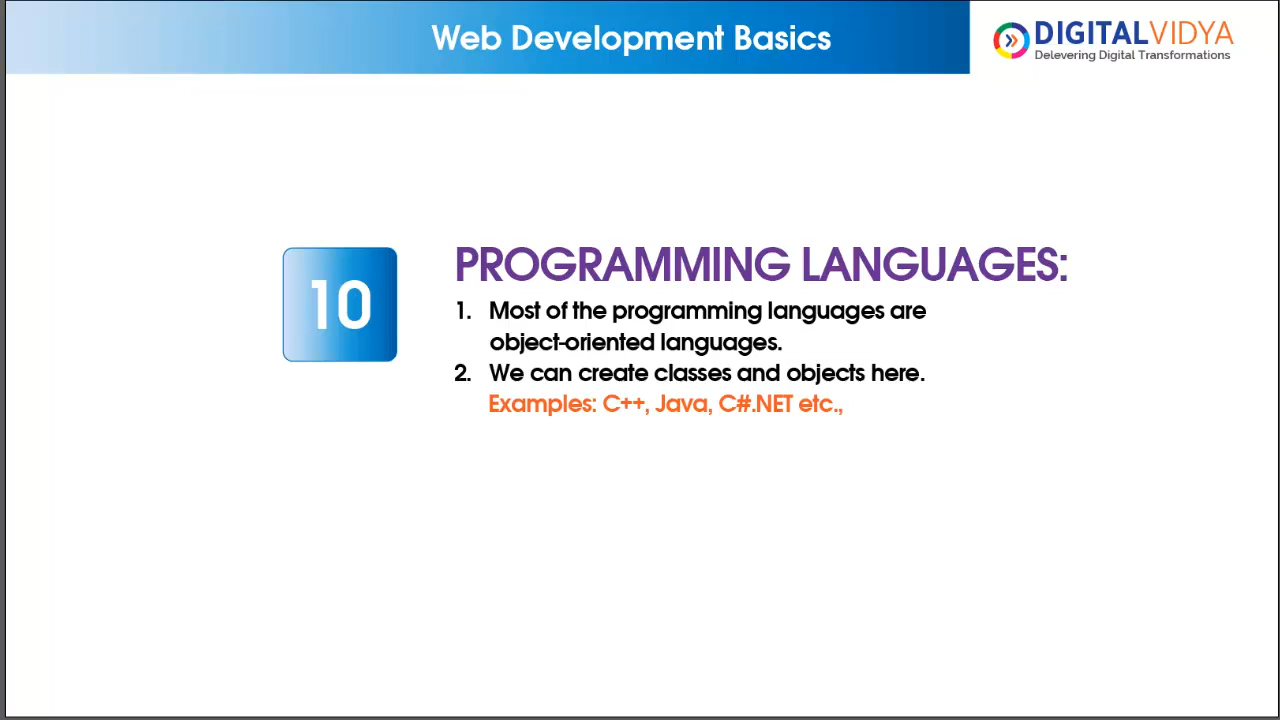 Web Development Basics
DIGITALVIDYA
Delevering Digital Transformations
10
PROGRAMMING LANGUAGES:
1. Most of the programming languages are
object-oriented languages.
2. We can create classes and objects here.
Examples: C++, Java, C#.NET etc.,